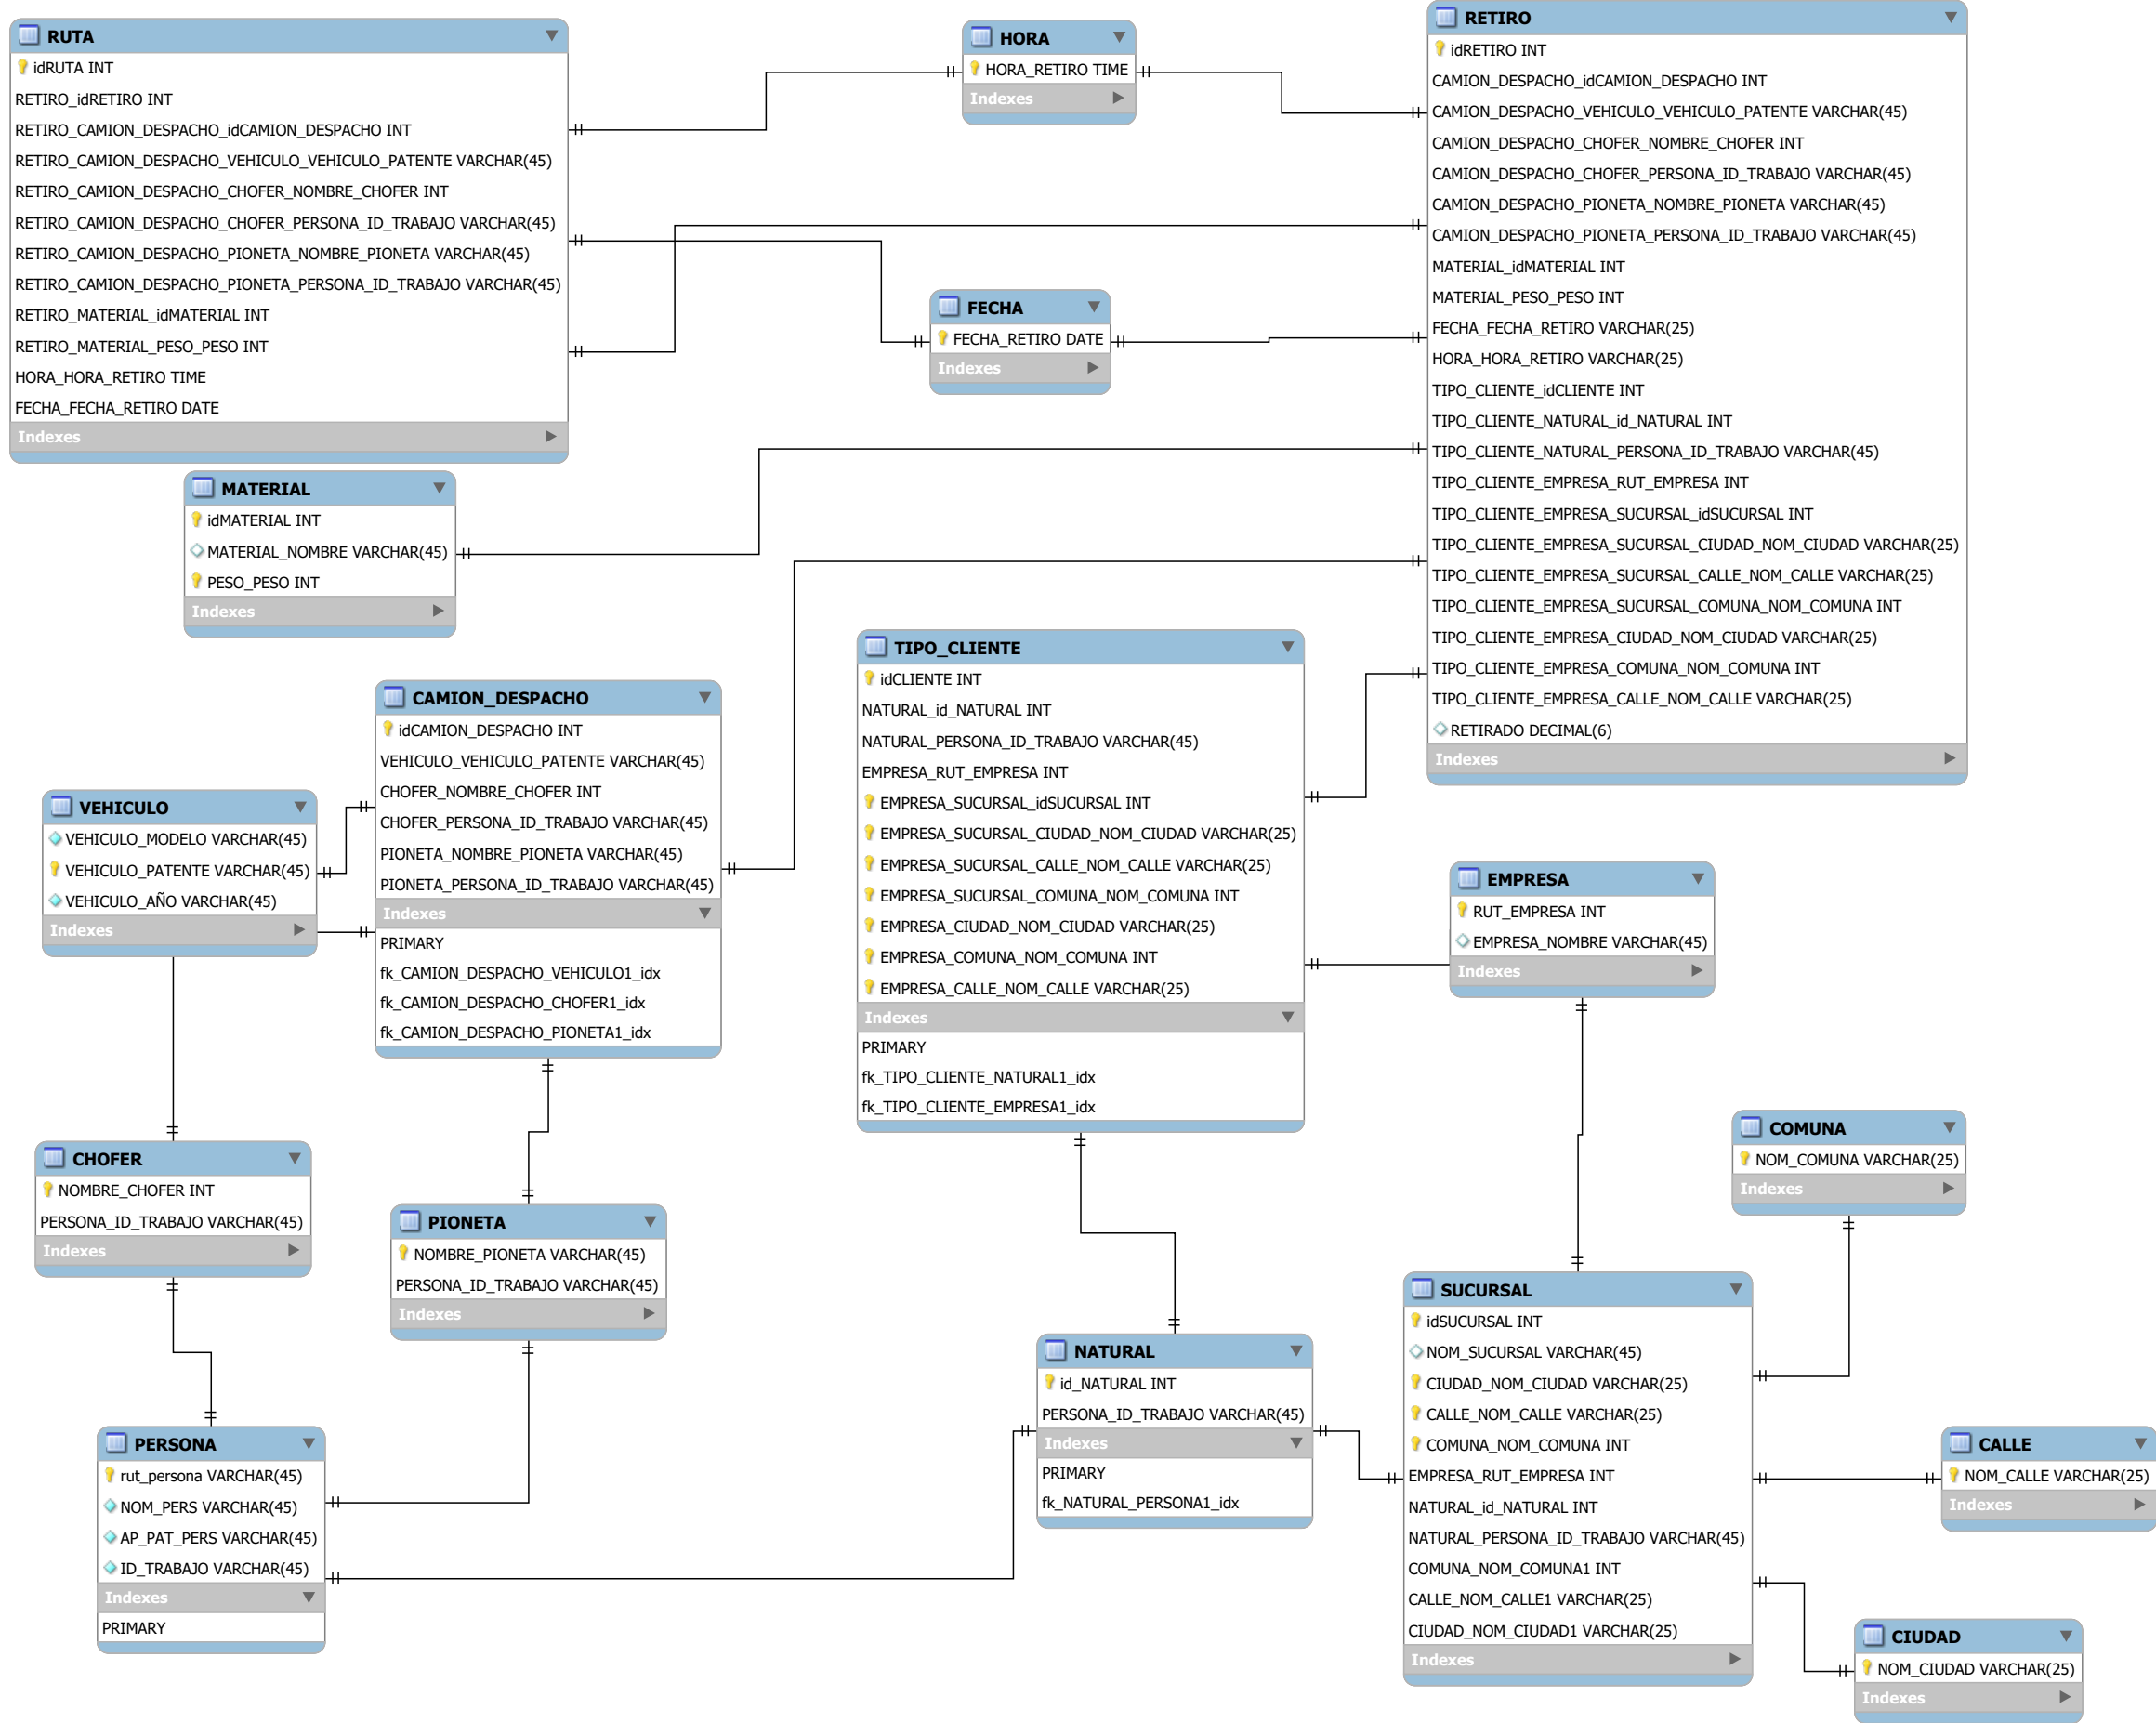 RUTA
idRUTA INT
RETIRO_idRETIRO INT
RETIRO_CAMION_DESPACHO_idCAMION_DESPACHO INT
RETIRO_CAMION_DESPACHO_VEHICULO_VEHICULO_PATENTE VARCHAR(45)
RETIRO_CAMION_DESPACHO_CHOFER_NOMBRE_CHOFER INT
RETIRO_CAMION_DESPACHO_CHOFER_PERSONA_ID_TRABAJO VARCHAR(45)
RETIRO_CAMION_DESPACHO_PIONETA_NOMBRE_PIONETA VARCHAR(45)
RETIRO_CAMION_DESPACHO_PIONETA_PERSONA_ID_TRABAJO VARCHAR(45)
RETIRO_MATERIAL_idMATERIAL INT
RETIRO_MATERIAL_PESO_PESO INT
HORA_HORA_RETIRO TIME
FECHA_FECHA_RETIRO DATE
Indexes
HORA
HORA_RETIRO TIME
Indexes
RETIRO
idRETIRO INT
CAMION_DESPACHO_idCAMION_DESPACHO INT
CAMION_DESPACHO_VEHICULO_VEHICULO_PATENTE VARCHAR(45)
CAMION_DESPACHO_CHOFER_NOMBRE_CHOFER INT
CAMION_DESPACHO_CHOFER_PERSONA_ID_TRABAJO VARCHAR(45)
CAMION_DESPACHO_PIONETA_NOMBRE_PIONETA VARCHAR(45)
CAMION_DESPACHO_PIONETA_PERSONA_ID_TRABAJO VARCHAR(45)
MATERIAL_idMATERIAL INT
MATERIAL_PESO_PESO INT
FECHA_FECHA_RETIRO VARCHAR(25)
HORA_HORA_RETIRO VARCHAR(25)
TIPO_CLIENTE_idCLIENTE INT
TIPO_CLIENTE_NATURAL_id_NATURAL INT
TIPO_CLIENTE_NATURAL_PERSONA_ID_TRABAJO VARCHAR(45)
TIPO_CLIENTE_EMPRESA_RUT_EMPRESA INT
TIPO_CLIENTE_EMPRESA_SUCURSAL_idSUCURSAL INT
TIPO_CLIENTE_EMPRESA_SUCURSAL_CIUDAD_NOM_CIUDAD VARCHAR(25)
TIPO_CLIENTE_EMPRESA_SUCURSAL_CALLE_NOM_CALLE VARCHAR(25)
TIPO_CLIENTE_EMPRESA_SUCURSAL_COMUNA_NOM_COMUNA INT
TIPO_CLIENTE_EMPRESA_CIUDAD_NOM_CIUDAD VARCHAR(25)
TIPO_CLIENTE_EMPRESA_COMUNA_NOM_COMUNA INT
TIPO_CLIENTE_EMPRESA_CALLE_NOM_CALLE VARCHAR(25)
RETIRADO DECIMAL(6)
Indexes
FECHA
FECHA_RETIRO DATE
Indexes
MATERIAL
idMATERIAL INT
MATERIAL_NOMBRE VARCHAR(45)
PESO_PESO INT
Indexes
TIPO_CLIENTE
idCLIENTE INT
NATURAL_id_NATURAL INT
NATURAL_PERSONA_ID_TRABAJO VARCHAR(45)
EMPRESA_RUT_EMPRESA INT
EMPRESA_SUCURSAL_idSUCURSAL INT
EMPRESA_SUCURSAL_CIUDAD_NOM_CIUDAD VARCHAR(25)
EMPRESA_SUCURSAL_CALLE_NOM_CALLE VARCHAR(25)
EMPRESA_SUCURSAL_COMUNA_NOM_COMUNA INT
EMPRESA_CIUDAD_NOM_CIUDAD VARCHAR(25)
EMPRESA_COMUNA_NOM_COMUNA INT
EMPRESA_CALLE_NOM_CALLE VARCHAR(25)
Indexes
PRIMARY
fk_TIPO_CLIENTE_NATURAL1_idx
fk_TIPO_CLIENTE_EMPRESA1_idx
CAMION_DESPACHO
idCAMION_DESPACHO INT
VEHICULO_VEHICULO_PATENTE VARCHAR(45)
CHOFER_NOMBRE_CHOFER INT
CHOFER_PERSONA_ID_TRABAJO VARCHAR(45)
PIONETA_NOMBRE_PIONETA VARCHAR(45)
PIONETA_PERSONA_ID_TRABAJO VARCHAR(45)
Indexes
PRIMARY
fk_CAMION_DESPACHO_VEHICULO1_idx
fk_CAMION_DESPACHO_CHOFER1_idx
fk_CAMION_DESPACHO_PIONETA1_idx
VEHICULO
VEHICULO_MODELO VARCHAR(45)
VEHICULO_PATENTE VARCHAR(45)
VEHICULO_AÑO VARCHAR(45)
Indexes
EMPRESA
RUT_EMPRESA INT
EMPRESA_NOMBRE VARCHAR(45)
Indexes
COMUNA
NOM_COMUNA VARCHAR(25)
Indexes
CHOFER
NOMBRE_CHOFER INT
PERSONA_ID_TRABAJO VARCHAR(45)
Indexes
PIONETA
NOMBRE_PIONETA VARCHAR(45)
PERSONA_ID_TRABAJO VARCHAR(45)
Indexes
SUCURSAL
idSUCURSAL INT
NOM_SUCURSAL VARCHAR(45)
CIUDAD_NOM_CIUDAD VARCHAR(25)
CALLE_NOM_CALLE VARCHAR(25)
COMUNA_NOM_COMUNA INT
EMPRESA_RUT_EMPRESA INT
NATURAL_id_NATURAL INT
NATURAL_PERSONA_ID_TRABAJO VARCHAR(45)
COMUNA_NOM_COMUNA1 INT
CALLE_NOM_CALLE1 VARCHAR(25)
CIUDAD_NOM_CIUDAD1 VARCHAR(25)
Indexes
NATURAL
id_NATURAL INT
PERSONA_ID_TRABAJO VARCHAR(45)
Indexes
PRIMARY
fk_NATURAL_PERSONA1_idx
PERSONA
rut_persona VARCHAR(45)
NOM_PERS VARCHAR(45)
AP_PAT_PERS VARCHAR(45)
ID_TRABAJO VARCHAR(45)
Indexes
PRIMARY
CALLE
NOM_CALLE VARCHAR(25)
Indexes
CIUDAD
NOM_CIUDAD VARCHAR(25)
Indexes